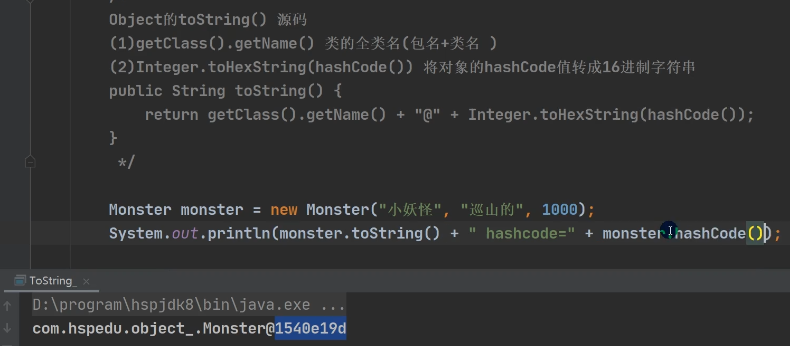 Object的toString() 源码
(1)getClass().getName() 类的全类名(包名+类名 )
(2)Integer.toHexString(hashCode()) 将对象的hashCode值转成16进制字符串
public String toString() {
return getClass().getName() + "@" + Integer.toHexString(hashCode());
}
*/
Monster monster = new Monster("小妖怪", "巡山的", 1000);
System.out.println(monster.toString() + " hashcode=" + monster.hashCode());
ToString_ ×
D:\program\hspjdk8\bin\java.exe ...
com.hspedu.object_.Monster@1540e19d